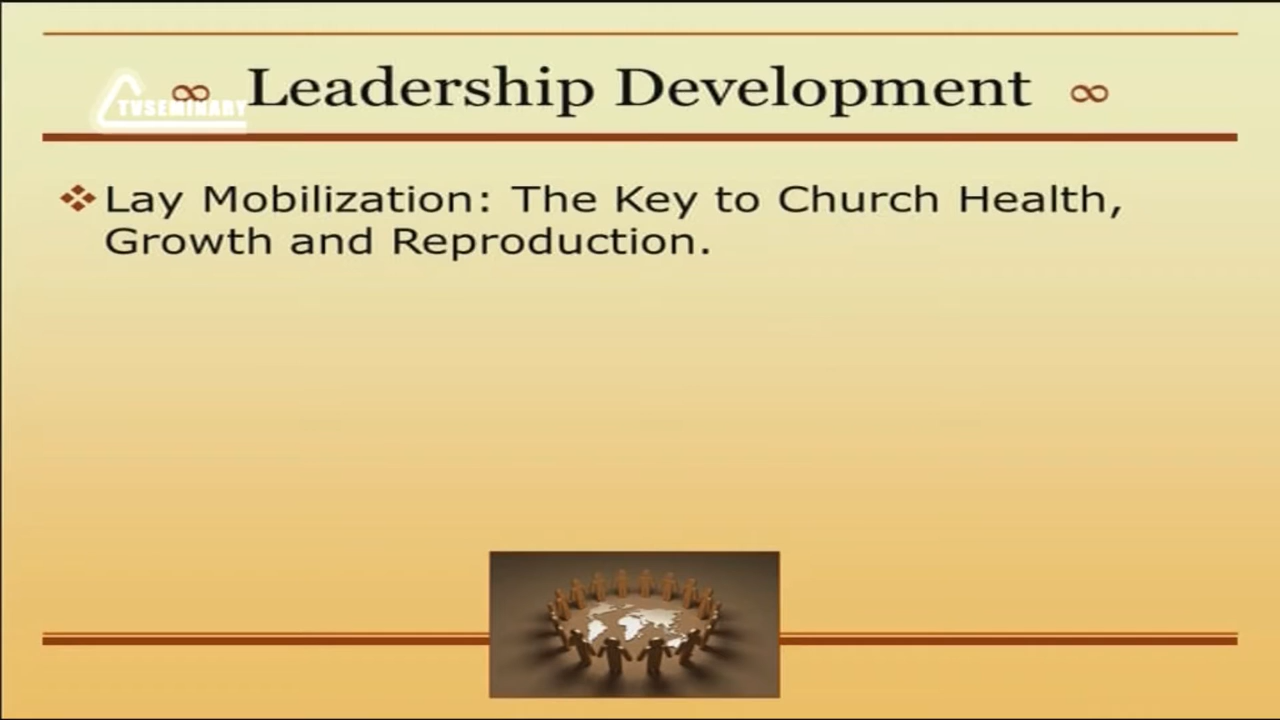 Leadership Development
TVSEMINARY
Lay Mobilization: The Key to Church Health,
Growth and Reproduction.